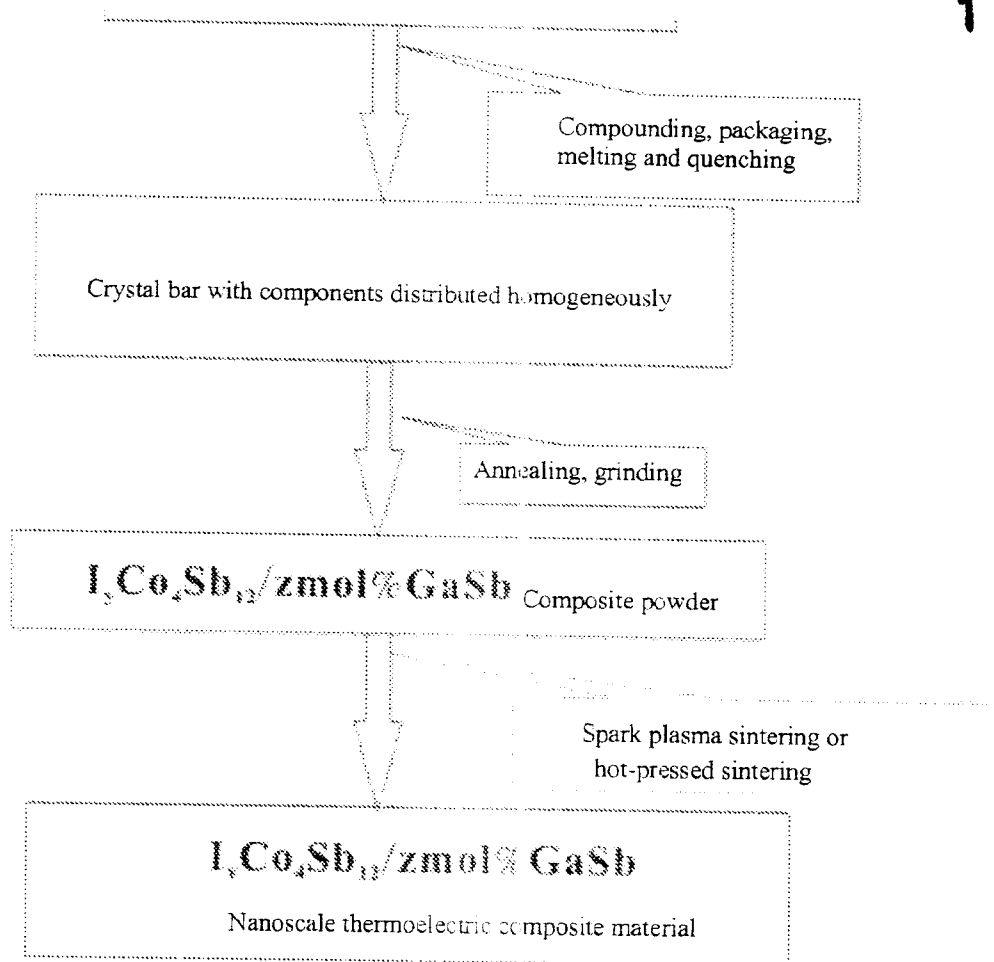 1
Compounding, packaging,
melting and quenching
Crystal bar with components distributed homogeneously
Annealing, grinding
IyCo₄Sb₁₂/zmol%GaSb Composite powder
Spark plasma sintering or
hot-pressed sintering
IyCo₄Sb₁₂/zmol% GaSb
Nanoscale thermoelectric composite material